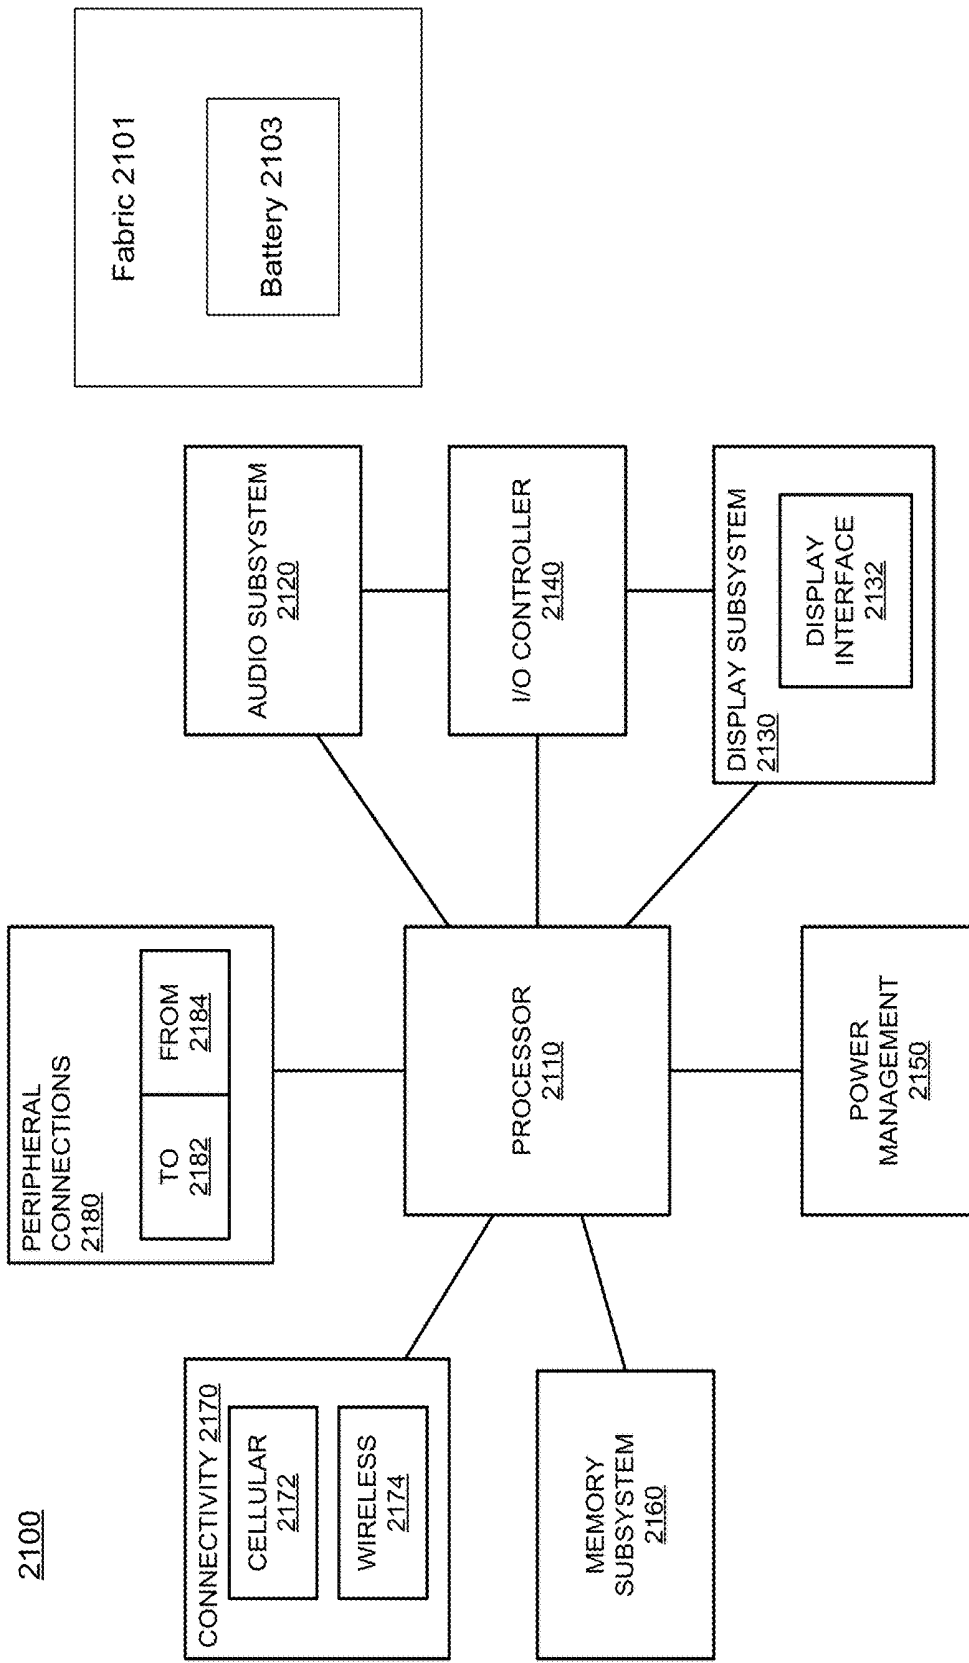 2100
PERIPHERAL
CONNECTIONS
2180
TO
2182
FROM
2184
Fabric 2101
Battery 2103
CONNECTIVITY 2170
CELLULAR
2172
WIRELESS
2174
AUDIO SUBSYSTEM
2120
PROCESSOR
2110
I/O CONTROLLER
2140
MEMORY
SUBSYSTEM
2160
POWER
MANAGEMENT
2150
DISPLAY SUBSYSTEM
2130
DISPLAY
INTERFACE
2132